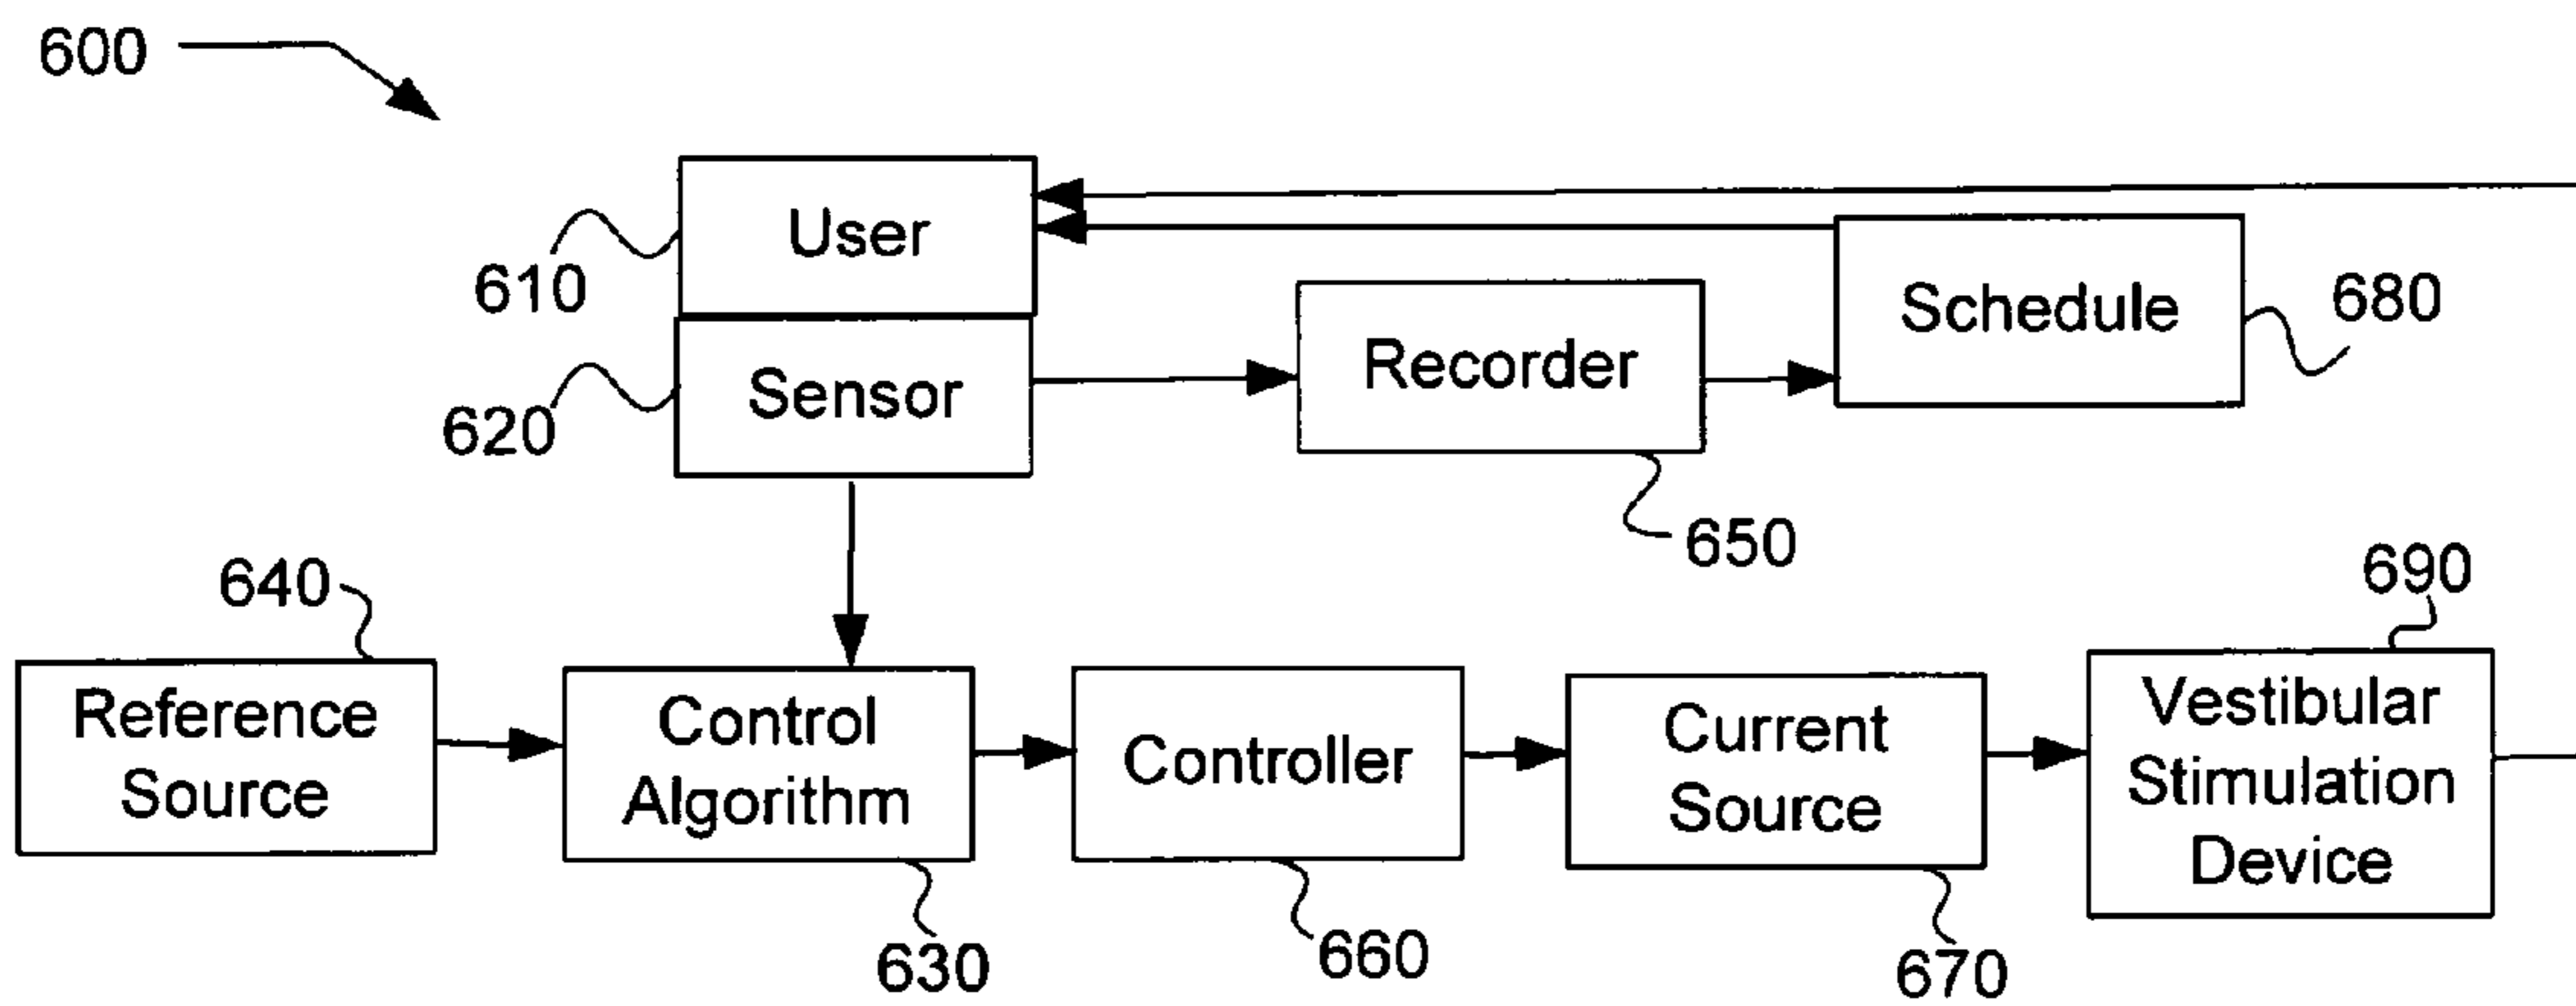 600
User
610
Schedule
680
Recorder
Sensor
620
650
640
690
Reference
Source
Control
Algorithm
Controller
Current
Source
Vestibular
Stimulation
Device
630
660
670